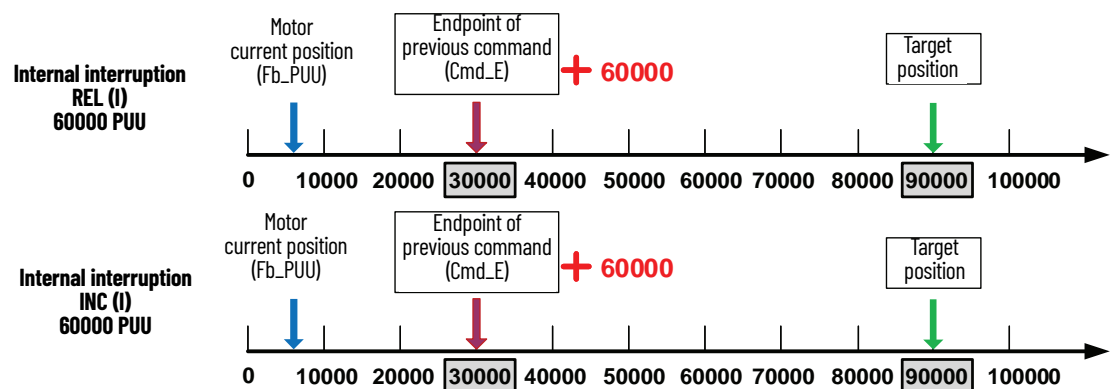 Internal interruption
REL (I)
60000 PUU
Motor
current position
(Fb_PUU)
Endpoint of
previous command
(Cmd_E)
+ 60000
Target
position
0 10000 20000 30000 40000 50000 60000 70000 80000 90000 100000
Internal interruption
INC (I)
60000 PUU
Motor
current position
(Fb_PUU)
Endpoint of
previous command
(Cmd_E)
+ 60000
Target
position
0 10000 20000 30000 40000 50000 60000 70000 80000 90000 100000